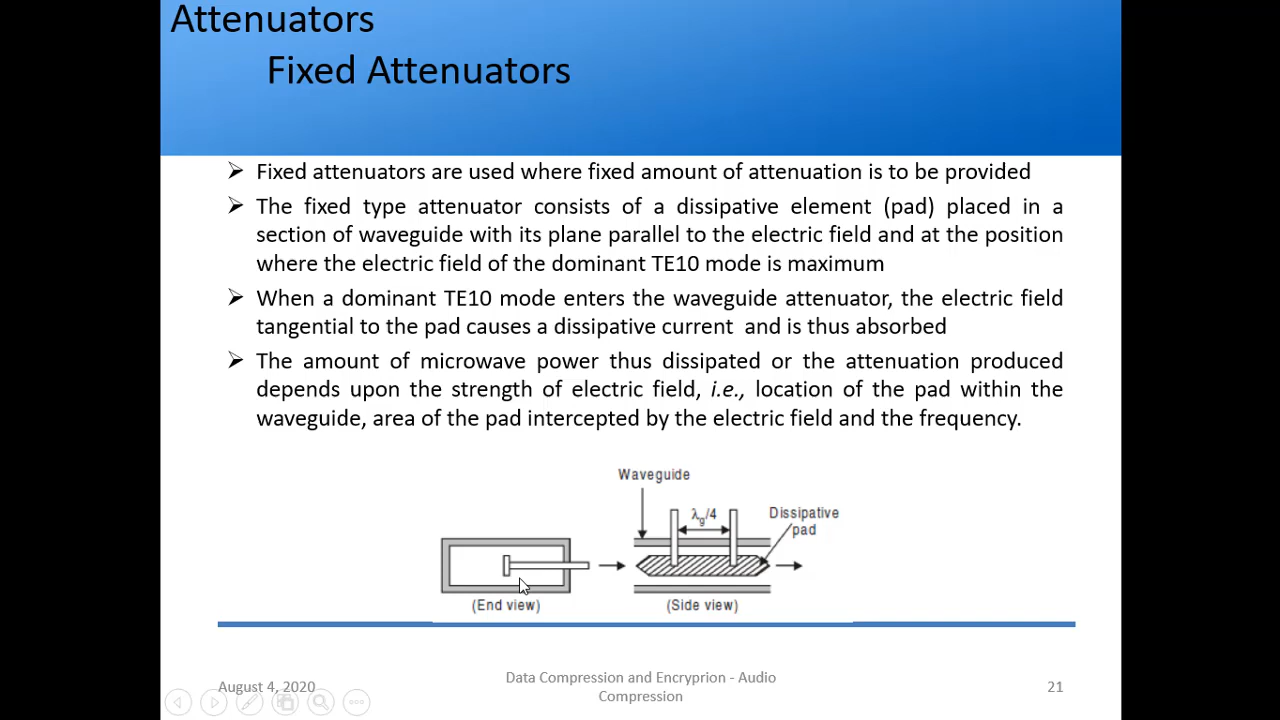 Attenuators
Fixed Attenuators
Fixed attenuators are used where fixed amount of attenuation is to be provided
The fixed type attenuator consists of a dissipative element (pad) placed in a
section of waveguide with its plane parallel to the electric field and at the position
where the electric field of the dominant TE10 mode is maximum
When a dominant TE10 mode enters the waveguide attenuator, the electric field
tangential to the pad causes a dissipative current and is thus absorbed
The amount of microwave power thus dissipated or the attenuation produced
depends upon the strength of electric field, i.e., location of the pad within the
waveguide, area of the pad intercepted by the electric field and the frequency.
Waveguide
λg/4
Dissipative
pad
(End view)
(Side view)
August 4, 2020
Data Compression and Encryprion - Audio
Compression
21